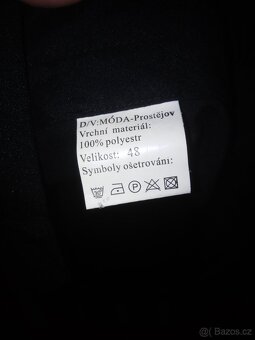 D/V:MÓDA-Prostějov
Vrchní materiál:
100% polyestr
Velikost: 48
Symboly ošetrování:
Bazos.cz